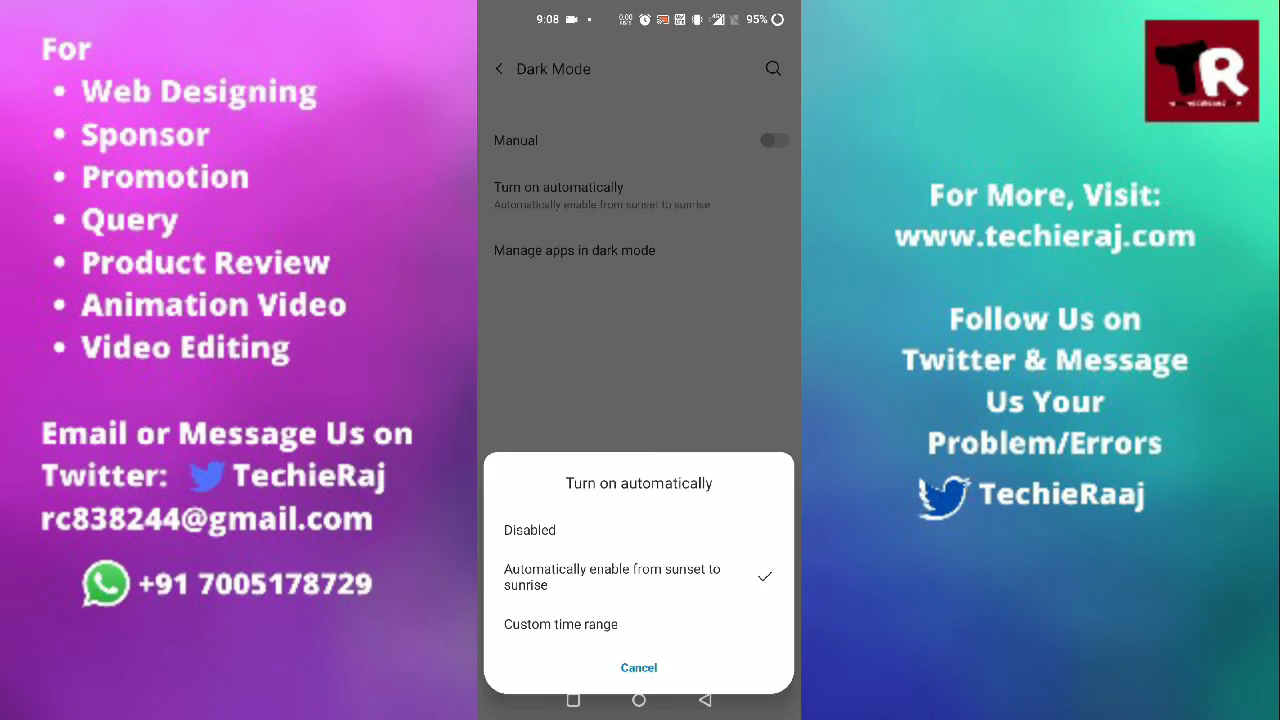 For
• Web Designing
• Sponsor
• Promotion
• Query
• Product Review
• Animation Video
• Video Editing
Email or Message Us on
Twitter: TechieRaj
rc838244@gmail.com
+91 7005178729
9:08
95%
Dark Mode
Manual
Turn on automatically
Automatically enable from sunset to sunrise
Manage apps in dark mode
Turn on automatically
Disabled
Automatically enable from sunset to
sunrise
Custom time range
Cancel
TR
For More, Visit:
www.techieraj.com
Follow Us on
Twitter & Message
Us Your
Problem/Errors
TechieRaaj